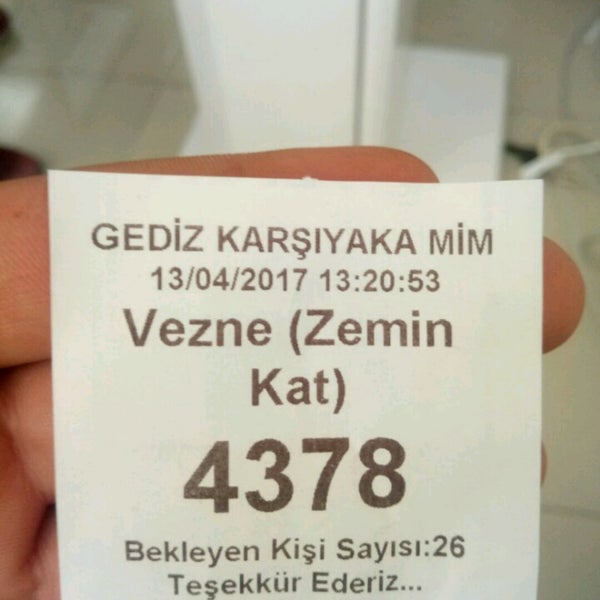 GEDİZ KARŞIYAKA MİM
13/04/2017 13:20:53
Vezne (Zemin
Kat)
4378
Bekleyen Kişi Sayısı:26
Teşekkür Ederiz...